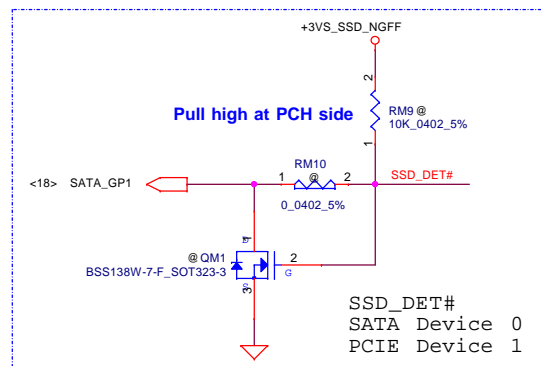 +3VS_SSD_NGFF
2
RM9 @
10K_0402_5%
1
Pull high at PCH side
RM10
<18> SATA_GP1
1 @ 2
SSD_DET#
0_0402_5%
D
1
@ QM1
BSS138W-7-F_SOT323-3
2
G
S
3
SSD_DET#
SATA Device 0
PCIE Device 1